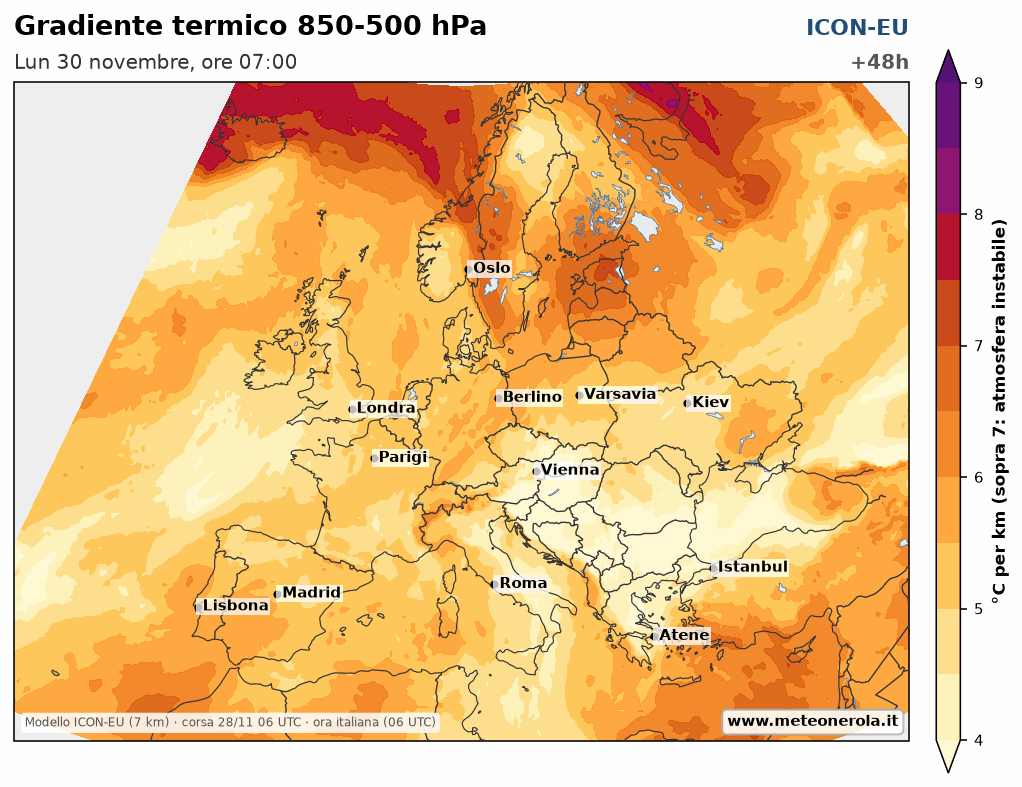 Gradiente termico 850-500 hPa
ICON-EU
Lun 30 novembre, ore 07:00
+48h
Oslo
Londra
Berlino
Varsavia
Kiev
Parigi
Vienna
Istanbul
Roma
Madrid
Lisbona
Atene
Modello ICON-EU (7 km) · corsa 28/11 06 UTC · ora italiana (06 UTC)
www.meteonerola.it
9
8
7
6
5
4
°C per km (sopra 7: atmosfera instabile)